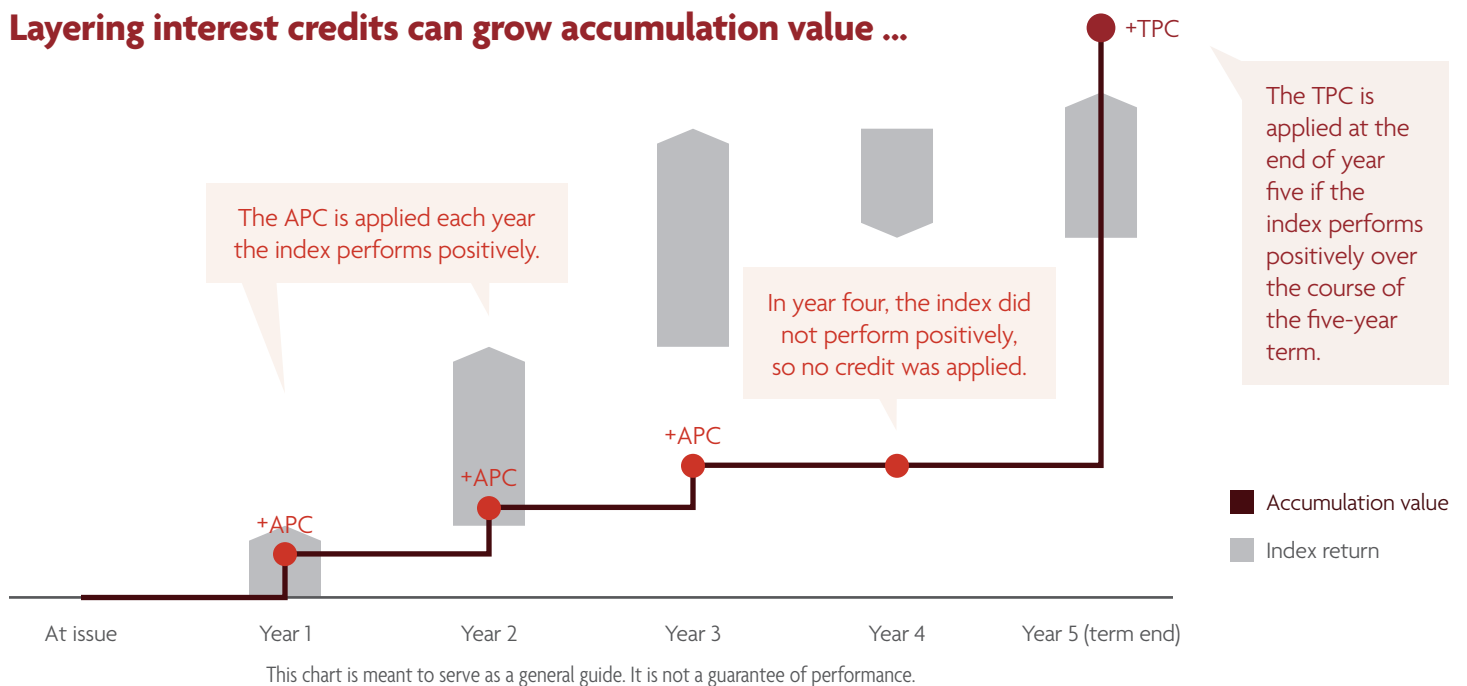 Layering interest credits can grow accumulation value ...
+TPC
The TPC is
applied at the
end of year
five if the
index performs
positively over
the course of
the five-year
term.
The APC is applied each year
the index performs positively.
In year four, the index did
not perform positively,
so no credit was applied.
+APC
+APC
+APC
Accumulation value
Index return
At issue
Year 1
Year 2
Year 3
Year 4
Year 5 (term end)
This chart is meant to serve as a general guide. It is not a guarantee of performance.